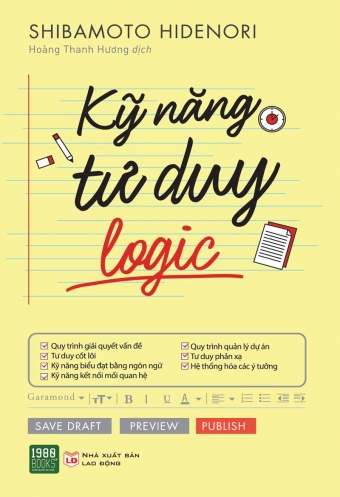 SHIBAMOTO HIDENORI
Hoàng Thanh Hương dịch
Kỹ năng
tư duy
logic
Quy trình giải quyết vấn đề
Tư duy cốt lõi
Kỹ năng biểu đạt bằng ngôn ngữ
Kỹ năng kết nối mối quan hệ
Quy trình quản lý dự án
Tư duy phản xạ
Hệ thống hóa các ý tưởng
Garamond TT B I U A
SAVE DRAFT PREVIEW PUBLISH
1980 BOOKS
LĐ NHÀ XUẤT BẢN
LAO ĐỘNG